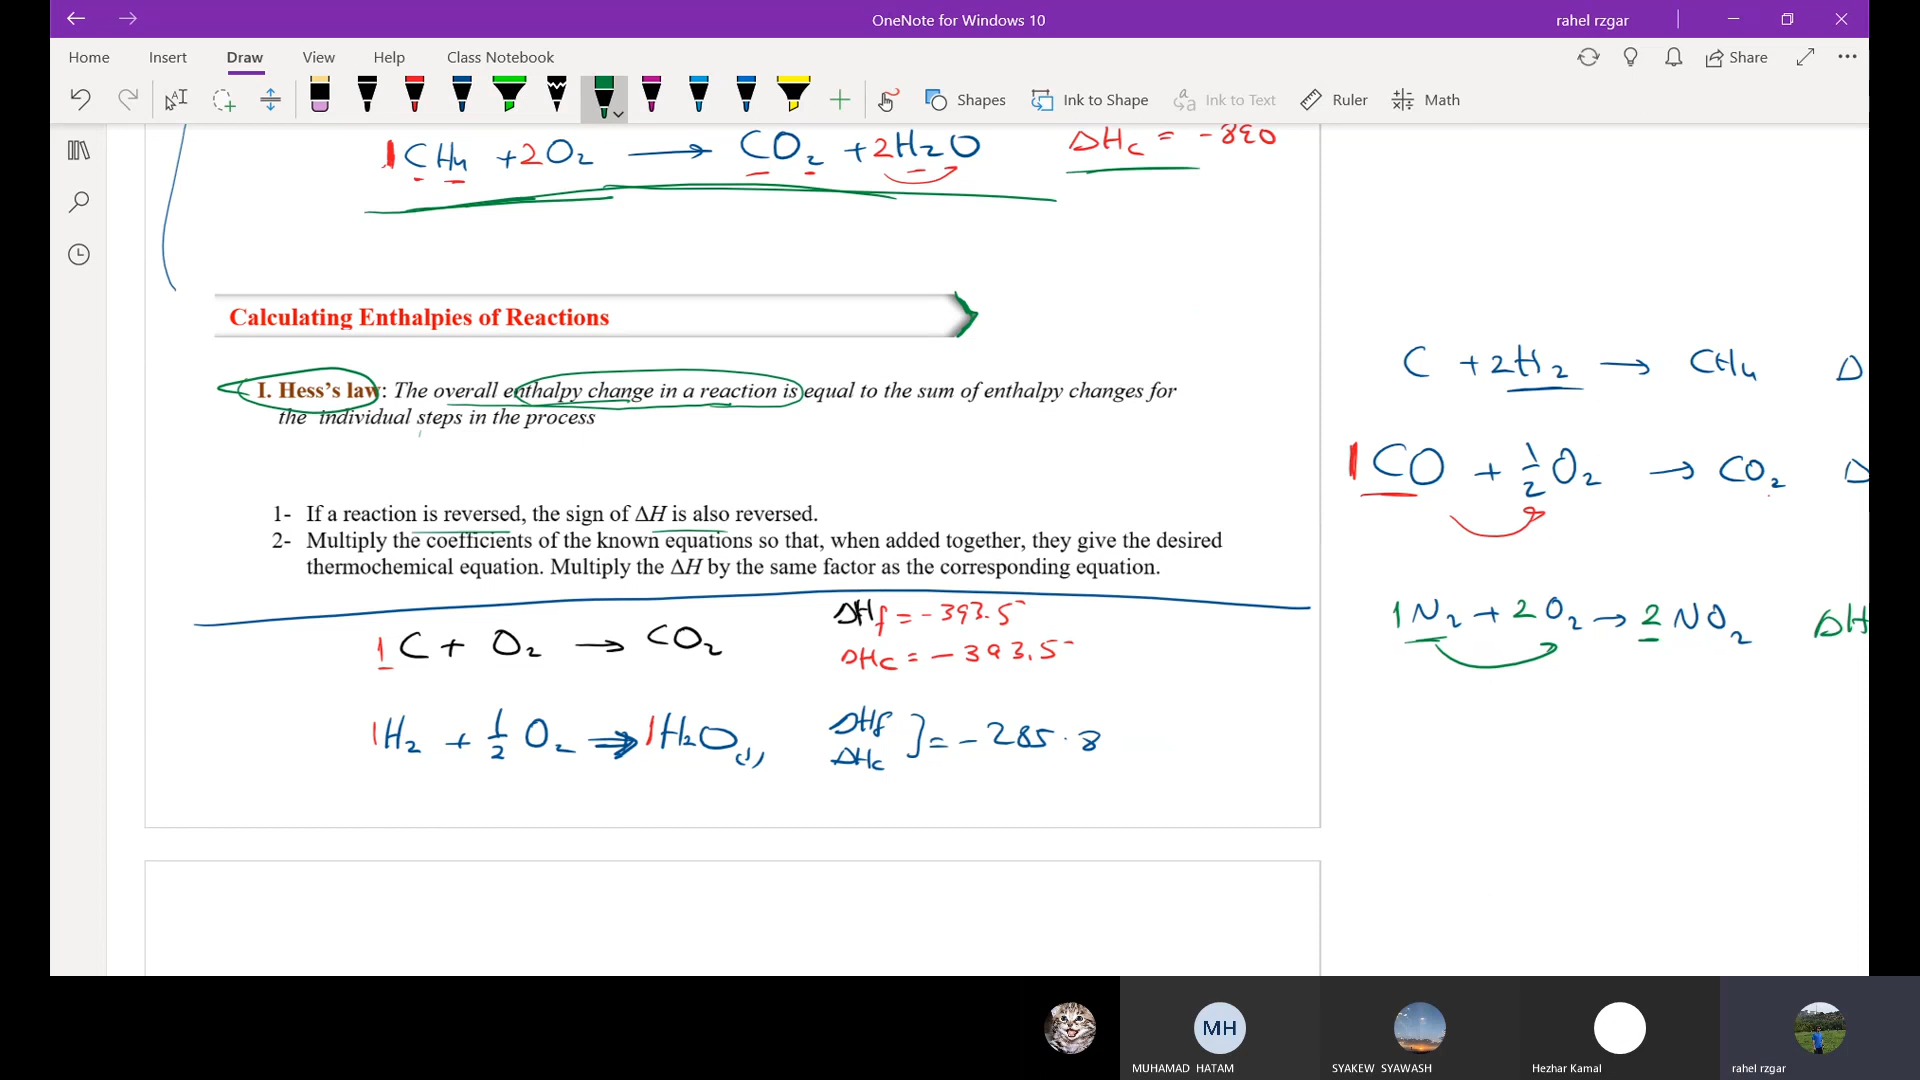 OneNote for Windows 10
rahel rzgar
Home Insert Draw View Help Class Notebook
Share
Shapes Ink to Shape Ink to Text Ruler Math
1CH4 + 2O2 → CO2 + 2H2O ΔHc = -890
Calculating Enthalpies of Reactions
I. Hess's law: The overall enthalpy change in a reaction is equal to the sum of enthalpy changes for
the individual steps in the process
1- If a reaction is reversed, the sign of ΔH is also reversed.
2- Multiply the coefficients of the known equations so that, when added together, they give the desired
thermochemical equation. Multiply the ΔH by the same factor as the corresponding equation.
1C + O2 → CO2 ΔHf = -393.5
ΔHc = -393.5
1H2 + 1/2 O2 → 1H2O(l) ΔHf
ΔHc ] = -285.8
C + 2H2 → CH4 Δ
1CO + 1/2 O2 → CO2 Δ
1N2 + 2O2 → 2NO2 ΔH
MH
MUHAMAD HATAM
SYAKEW SYAWASH
Hezhar Kamal
rahel rzgar